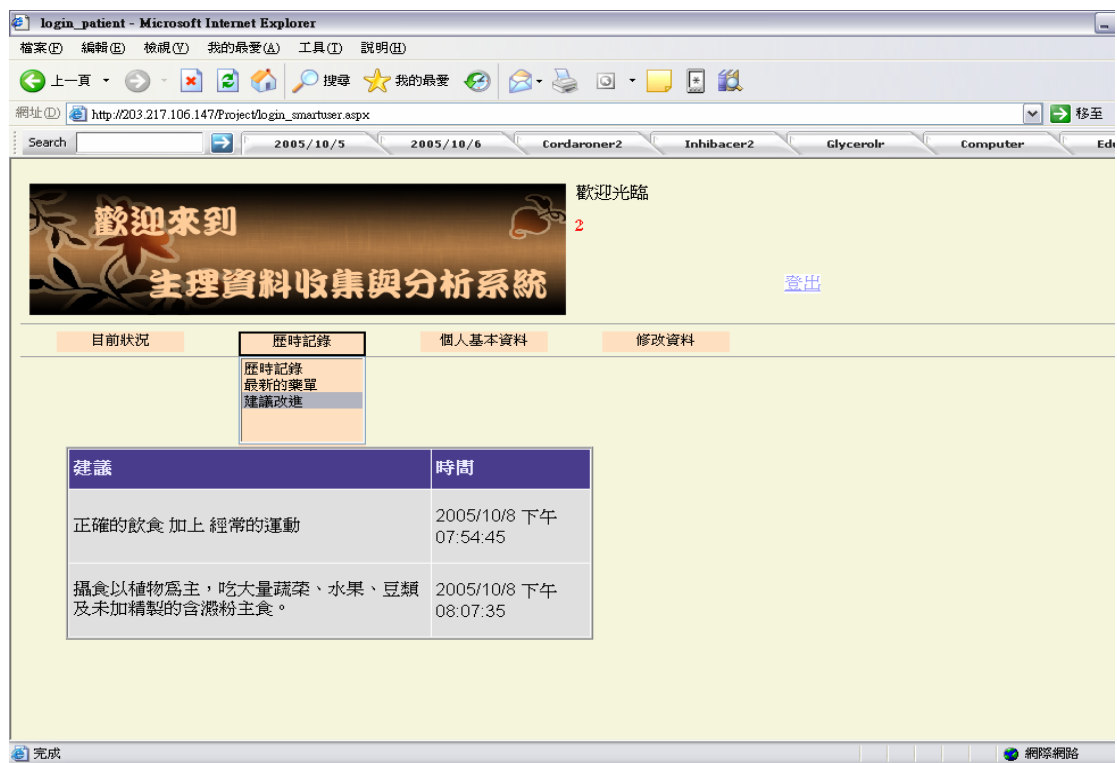 login_patient - Microsoft Internet Explorer
檔案(F) 編輯(E) 檢視(V) 我的最愛(A) 工具(T) 說明(H)
上一頁 搜尋 我的最愛
網址(D) http://203.217.106.147/Project/login_smartuser.aspx 移至
Search 2005/10/5 2005/10/6 Cordaroner2 Inhibacer2 Glycerolr Computer Edu
歡迎來到
生理資料收集與分析系統
歡迎光臨
2
登出
目前狀況 歷時記錄 個人基本資料 修改資料
歷時記錄
最新的藥單
建議改進
建議 時間
正確的飲食 加上 經常的運動 2005/10/8 下午
07:54:45
攝食以植物為主，吃大量蔬菜、水果、豆類 2005/10/8 下午
及未加精製的含澱粉主食。 08:07:35
完成 網際網路